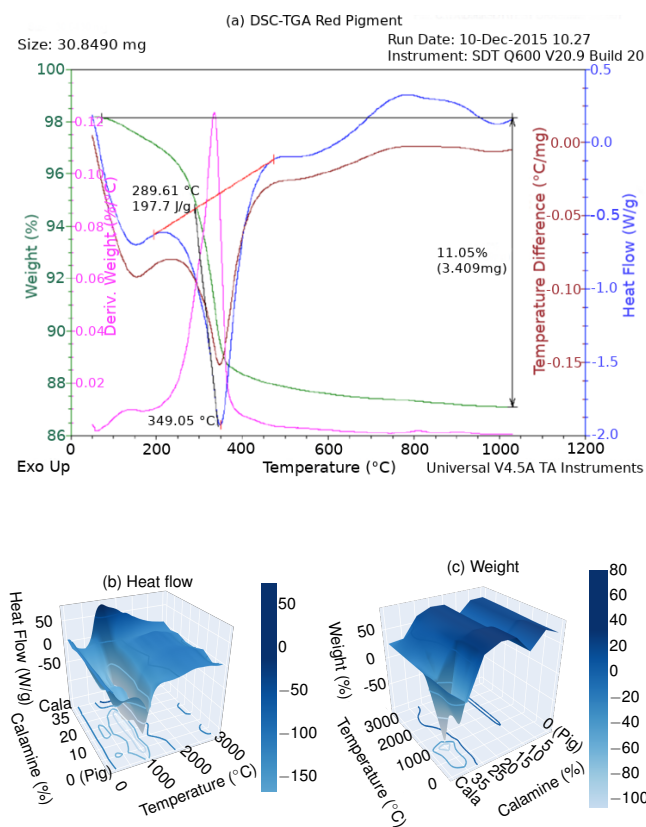 (a) DSC-TGA Red Pigment
Size: 30.8490 mg
Run Date: 10-Dec-2015 10.27
Instrument: SDT Q600 V20.9 Build 20
100
98
96
94
92
90
88
86
Weight (%)
0.12
0.10
0.08
0.06
0.04
0.02
Deriv. Weight (%/°C)
289.61 °C
197.7 J/g
349.05 °C
11.05%
(3.409mg)
0.00
-0.05
-0.10
-0.15
Temperature Difference (°C/mg)
0.5
0.0
-0.5
-1.0
-1.5
-2.0
Heat Flow (W/g)
0 200 400 600 800 1000 1200
Exo Up
Temperature (°C)
Universal V4.5A TA Instruments
(b) Heat flow
Heat Flow (W/g)
50
0
-50
Cala
35
20
10
0 (Pig)
Calamine (%)
0
1000
2000
3000
Temperature (°C)
50
0
−50
−100
−150
(c) Weight
Weight (%)
50
0
-50
3000
2000
1000
0
Temperature (°C)
Cala
35
25
20
15
10
5
0 (Pig)
Calamine (%)
80
60
40
20
0
−20
−40
−60
−80
−100